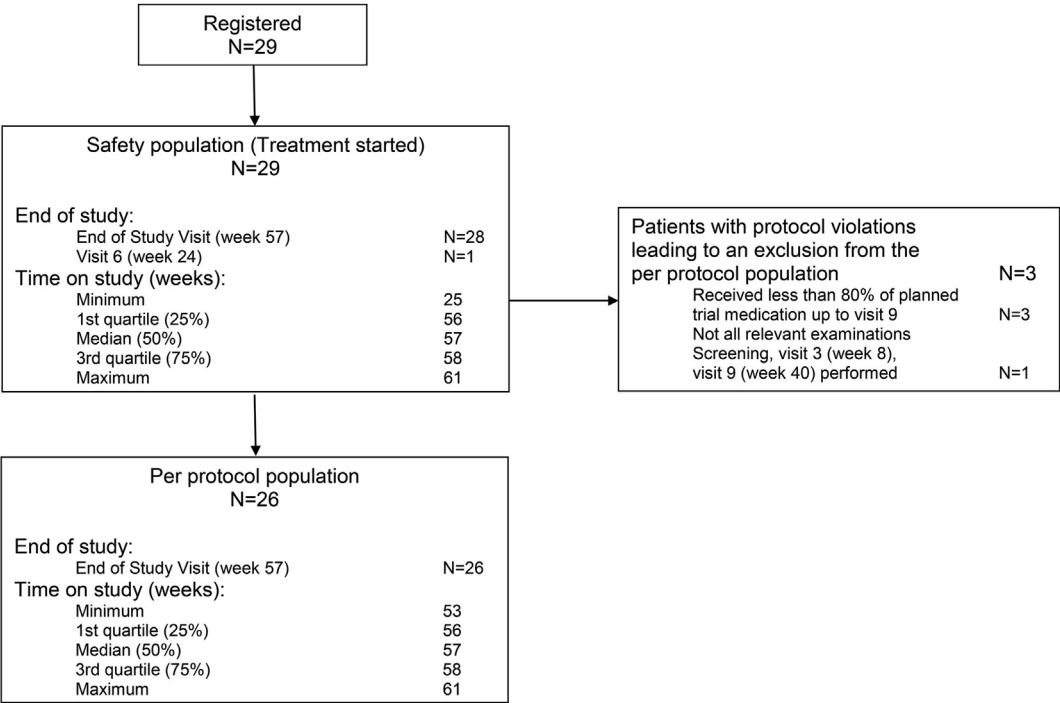 Registered
N=29
Safety population (Treatment started)
N=29
End of study:
End of Study Visit (week 57) N=28
Visit 6 (week 24) N=1
Time on study (weeks):
Minimum 25
1st quartile (25%) 56
Median (50%) 57
3rd quartile (75%) 58
Maximum 61
Patients with protocol violations
leading to an exclusion from the
per protocol population N=3
Received less than 80% of planned
trial medication up to visit 9 N=3
Not all relevant examinations
Screening, visit 3 (week 8),
visit 9 (week 40) performed N=1
Per protocol population
N=26
End of study:
End of Study Visit (week 57) N=26
Time on study (weeks):
Minimum 53
1st quartile (25%) 56
Median (50%) 57
3rd quartile (75%) 58
Maximum 61